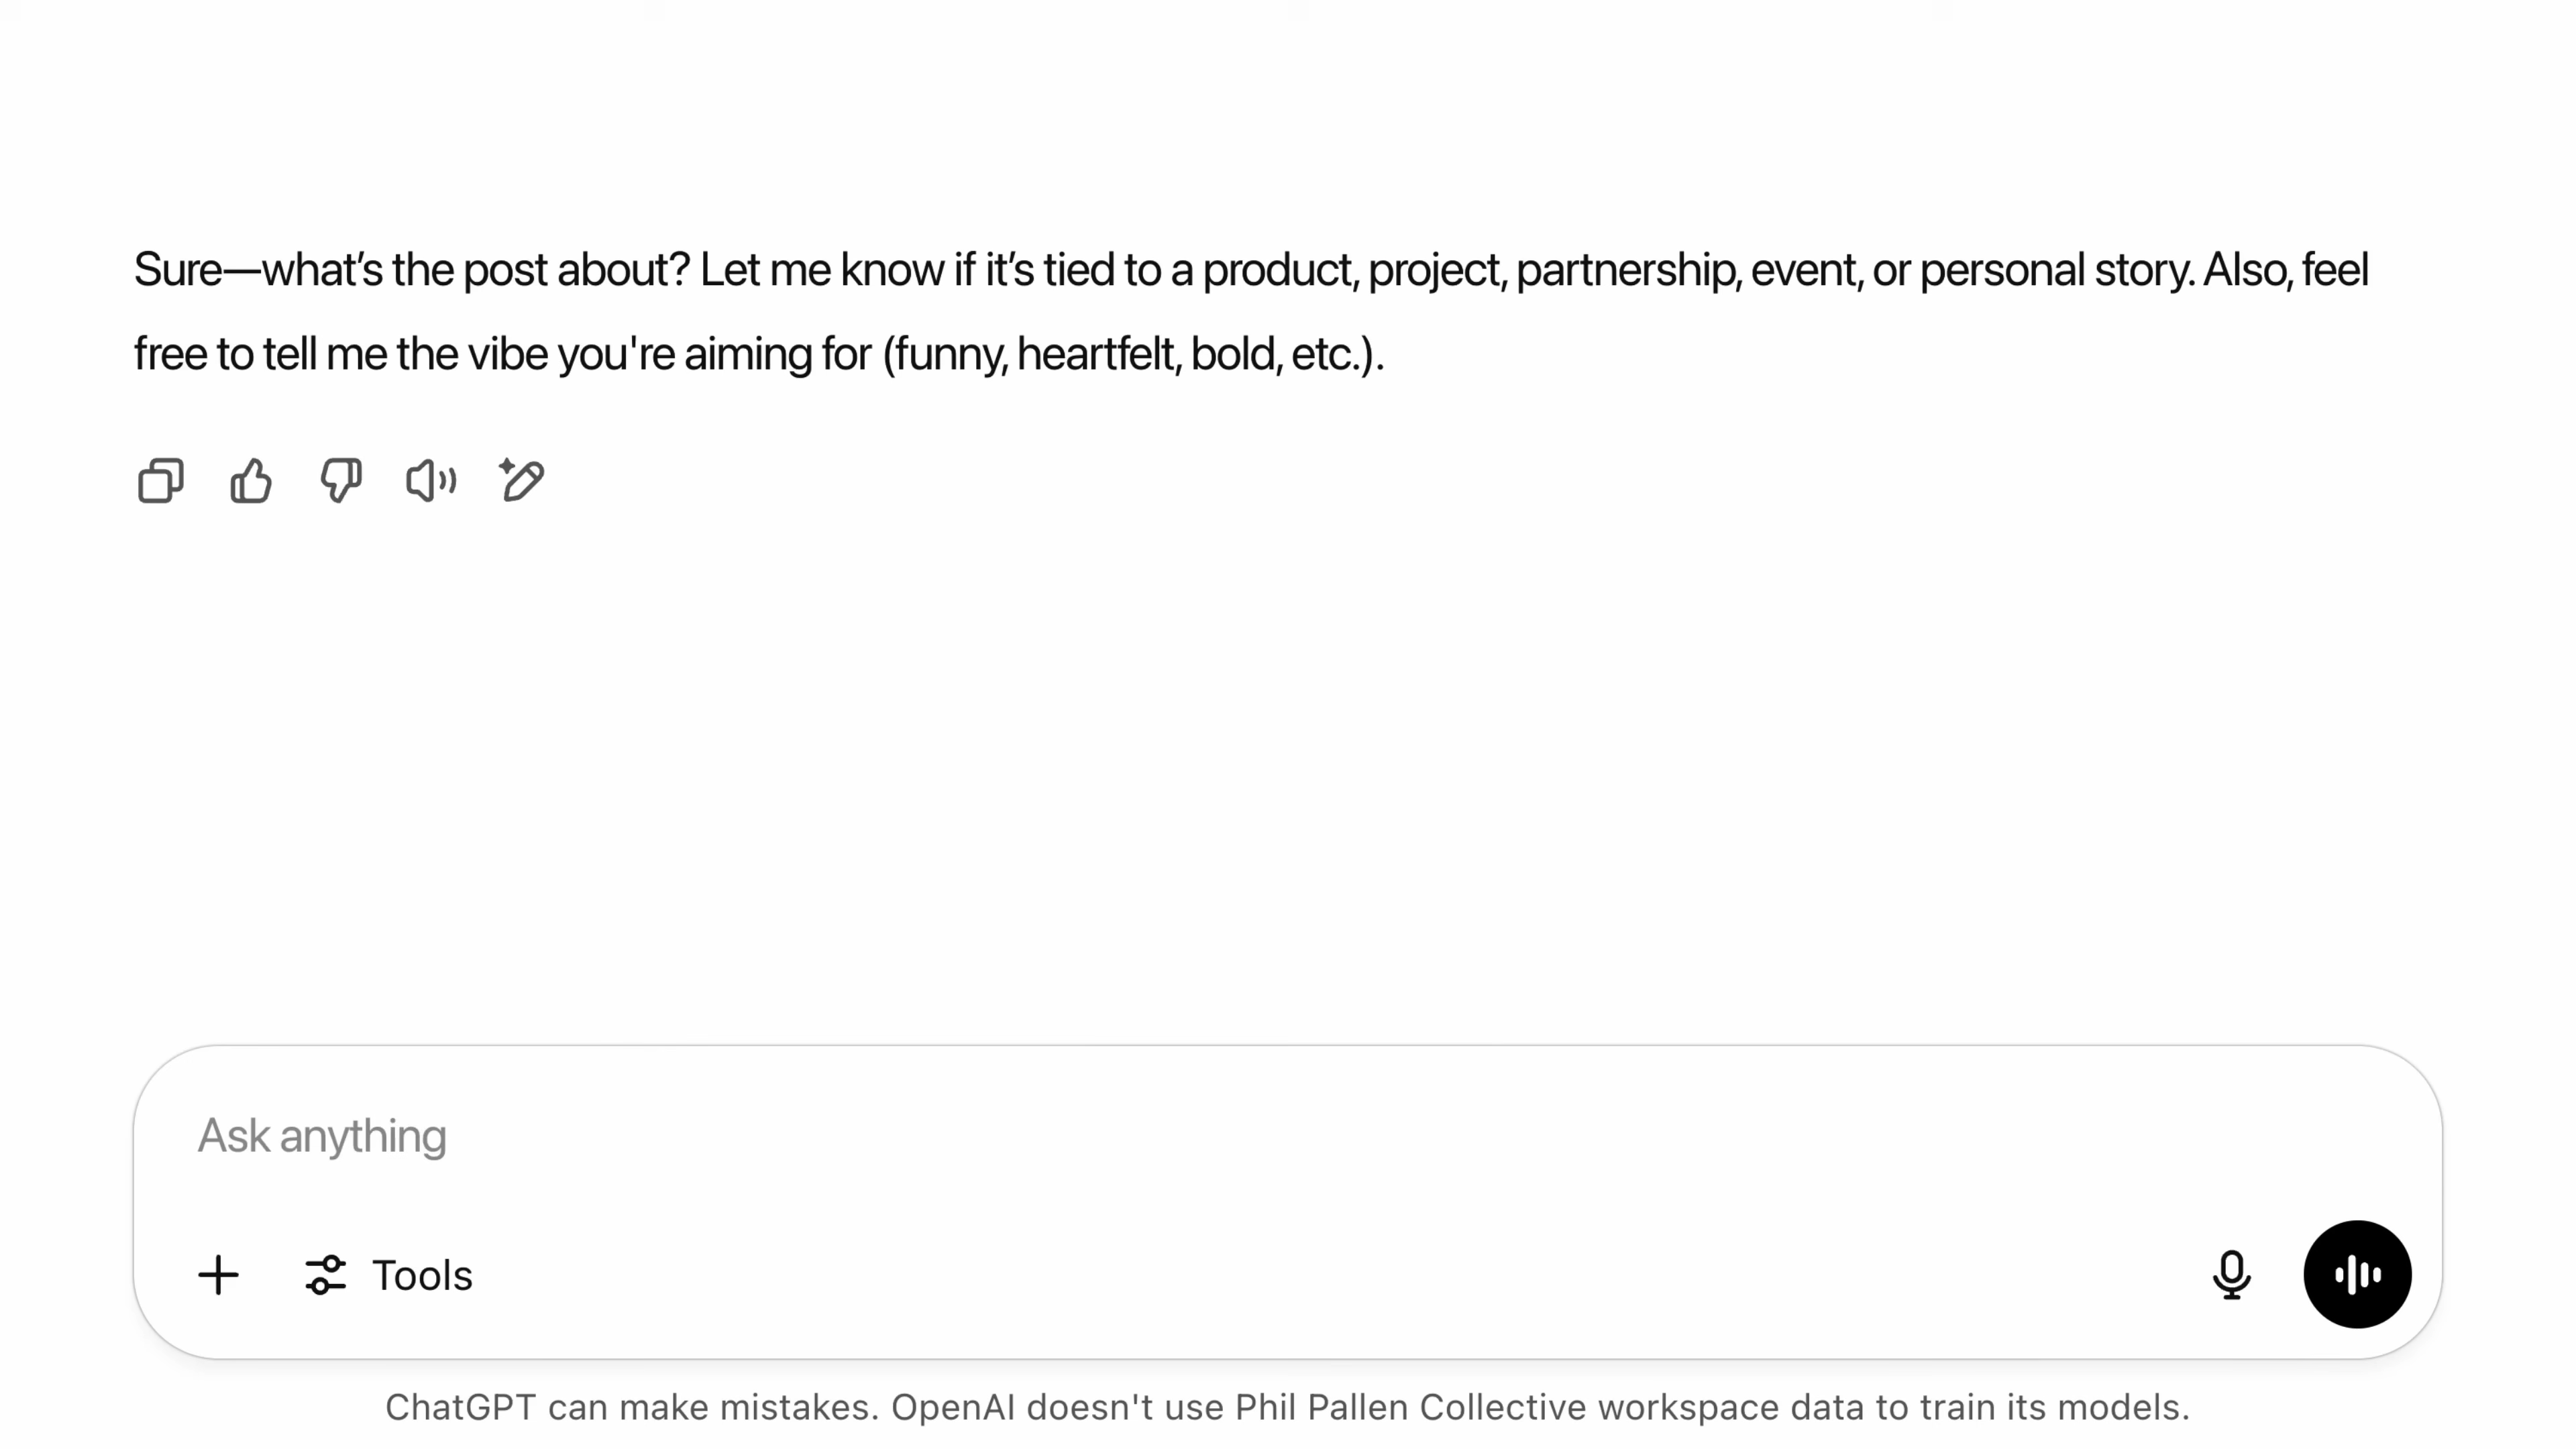 Sure—what’s the post about? Let me know if it’s tied to a product, project, partnership, event, or personal story. Also, feel
free to tell me the vibe you're aiming for (funny, heartfelt, bold, etc.).
Ask anything
Tools
ChatGPT can make mistakes. OpenAI doesn't use Phil Pallen Collective workspace data to train its models.